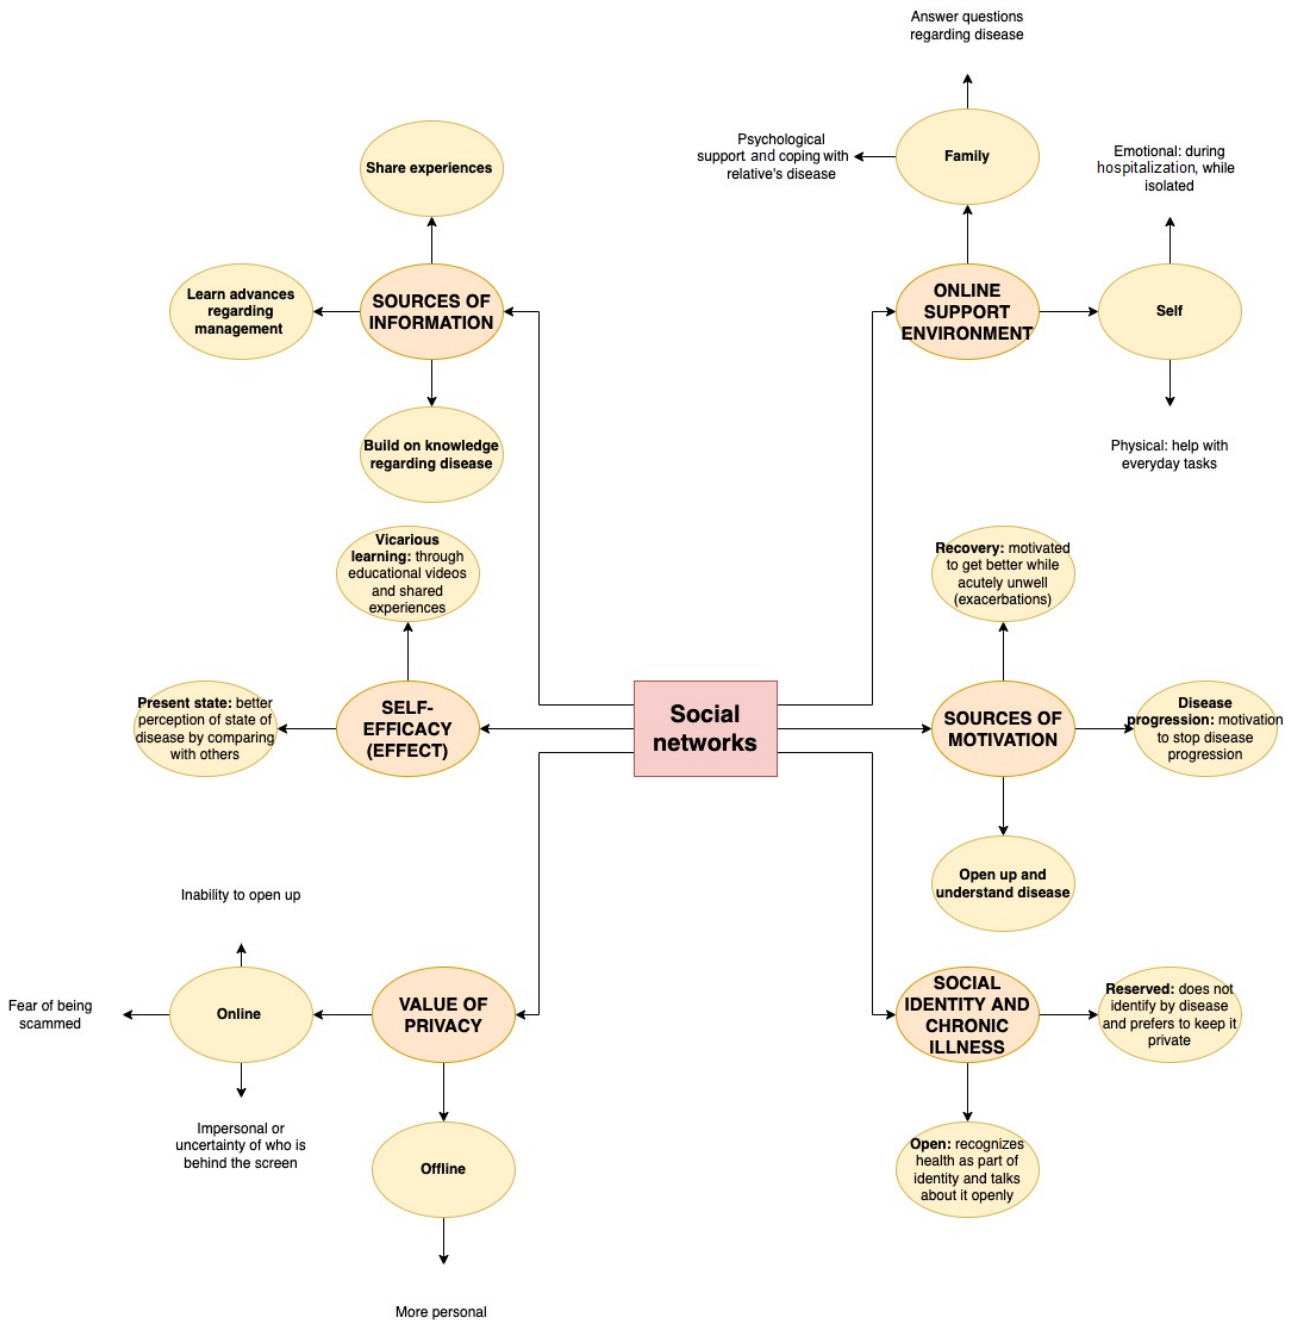 Answer questions
regarding disease
Psychological
support and coping with
relative's disease
Family
Emotional: during
hospitalization, while
isolated
Share experiences
Learn advances
regarding
management
SOURCES OF
INFORMATION
ONLINE
SUPPORT
ENVIRONMENT
Self
Build on knowledge
regarding disease
Physical: help with
everyday tasks
Vicarious
learning: through
educational videos
and shared
experiences
Recovery: motivated
to get better while
acutely unwell
(exacerbations)
Present state: better
perception of state of
disease by comparing
with others
SELF-
EFFICACY
(EFFECT)
Social
networks
SOURCES OF
MOTIVATION
Disease
progression: motivation
to stop disease
progression
Open up and
understand disease
Inability to open up
Fear of being
scammed
Online
VALUE OF
PRIVACY
SOCIAL
IDENTITY AND
CHRONIC
ILLNESS
Reserved: does not
identify by disease
and prefers to keep it
private
Impersonal or
uncertainty of who is
behind the screen
Offline
Open: recognizes
health as part of
identity and talks
about it openly
More personal